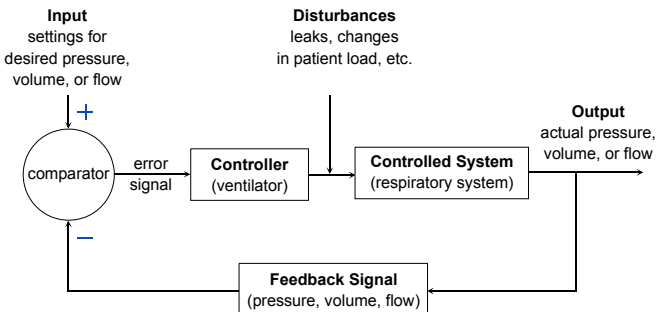 Input
settings for
desired pressure,
volume, or flow
Disturbances
leaks, changes
in patient load, etc.
+
comparator
error
signal
Controller
(ventilator)
Controlled System
(respiratory system)
Output
actual pressure,
volume, or flow
−
Feedback Signal
(pressure, volume, flow)